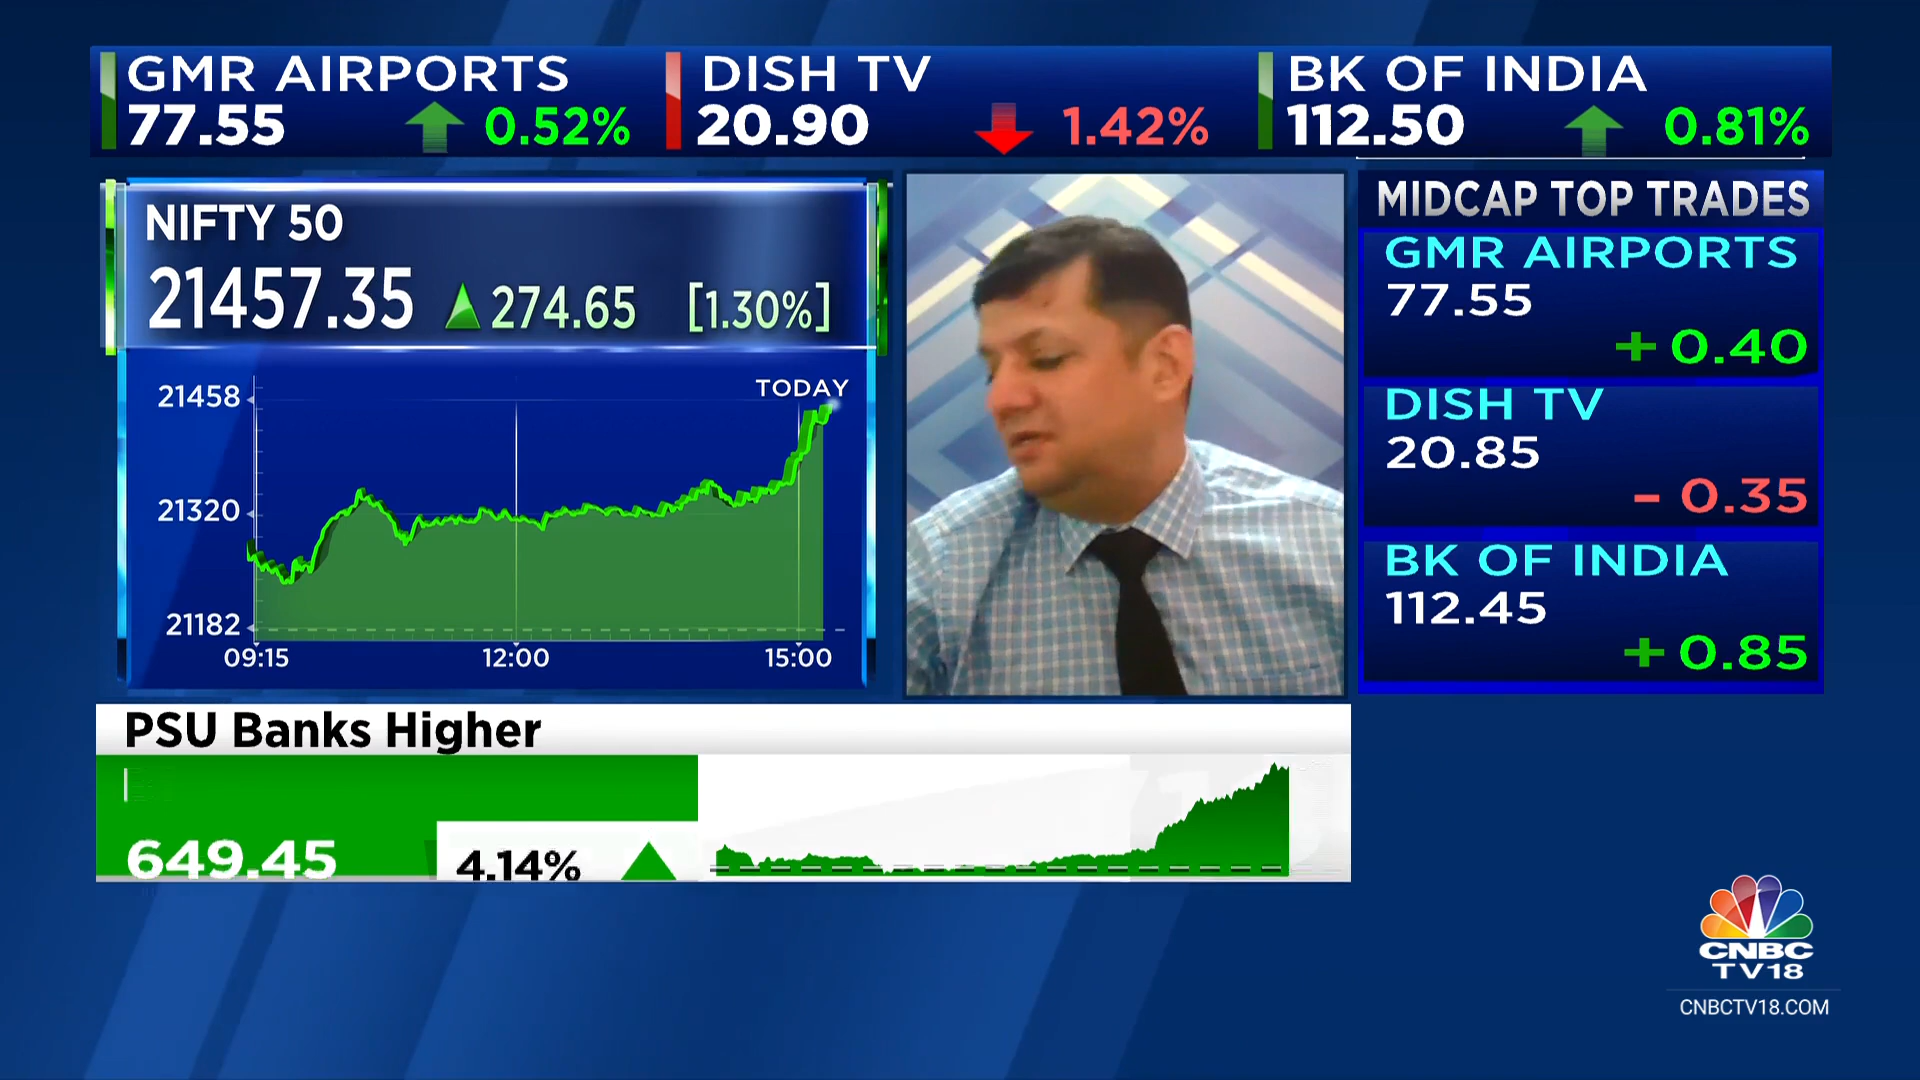 GMR AIRPORTS
77.55 0.52%
DISH TV
20.90 1.42%
BK OF INDIA
112.50 0.81%
NIFTY 50
21457.35 274.65 [1.30%]
TODAY
21458
21320
21182
09:15 12:00 15:00
MIDCAP TOP TRADES
GMR AIRPORTS
77.55
+ 0.40
DISH TV
20.85
- 0.35
BK OF INDIA
112.45
+ 0.85
PSU Banks Higher
649.45 4.14%
CNBC
TV18
CNBCTV18.COM